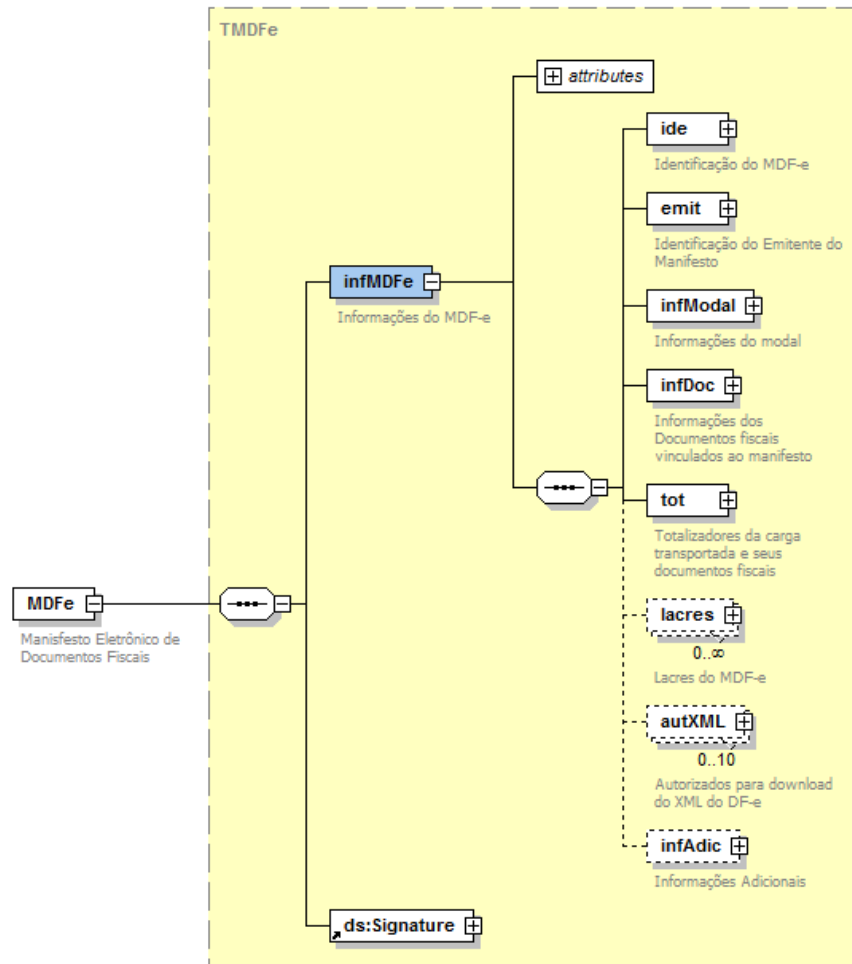 TMDFe
attributes
ide
Identificação do MDF-e
emit
Identificação do Emitente do
Manifesto
infMDFe
Informações do MDF-e
infModal
Informações do modal
infDoc
Informações dos
Documentos fiscais
vinculados ao manifesto
tot
Totalizadores da carga
transportada e seus
documentos fiscais
MDFe
Manisfesto Eletrônico de
Documentos Fiscais
lacres
0..∞
Lacres do MDF-e
autXML
0..10
Autorizados para download
do XML do DF-e
infAdic
Informações Adicionais
ds:Signature